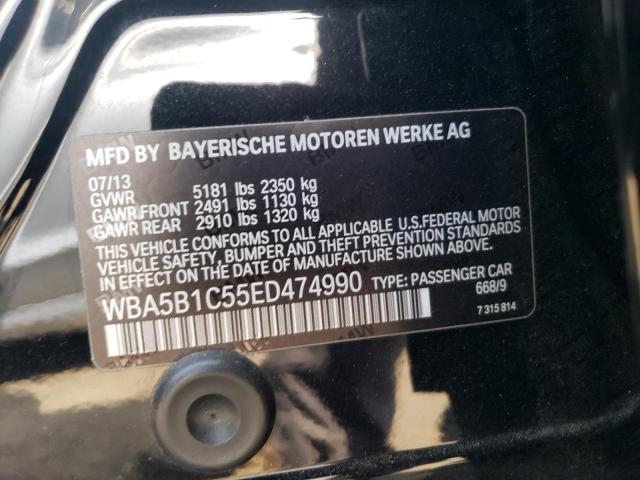 MFD BY BAYERISCHE MOTOREN WERKE AG
07/13
GVWR 5181 lbs 2350 kg
GAWR FRONT 2491 lbs 1130 kg
GAWR REAR 2910 lbs 1320 kg
THIS VEHICLE CONFORMS TO ALL APPLICABLE U.S.FEDERAL MOTOR
VEHICLE SAFETY, BUMPER AND THEFT PREVENTION STANDARDS
IN EFFECT ON THE DATE OF MANUFACTURE SHOWN ABOVE.
WBA5B1C55ED474990 TYPE: PASSENGER CAR
668/9
7 315 814